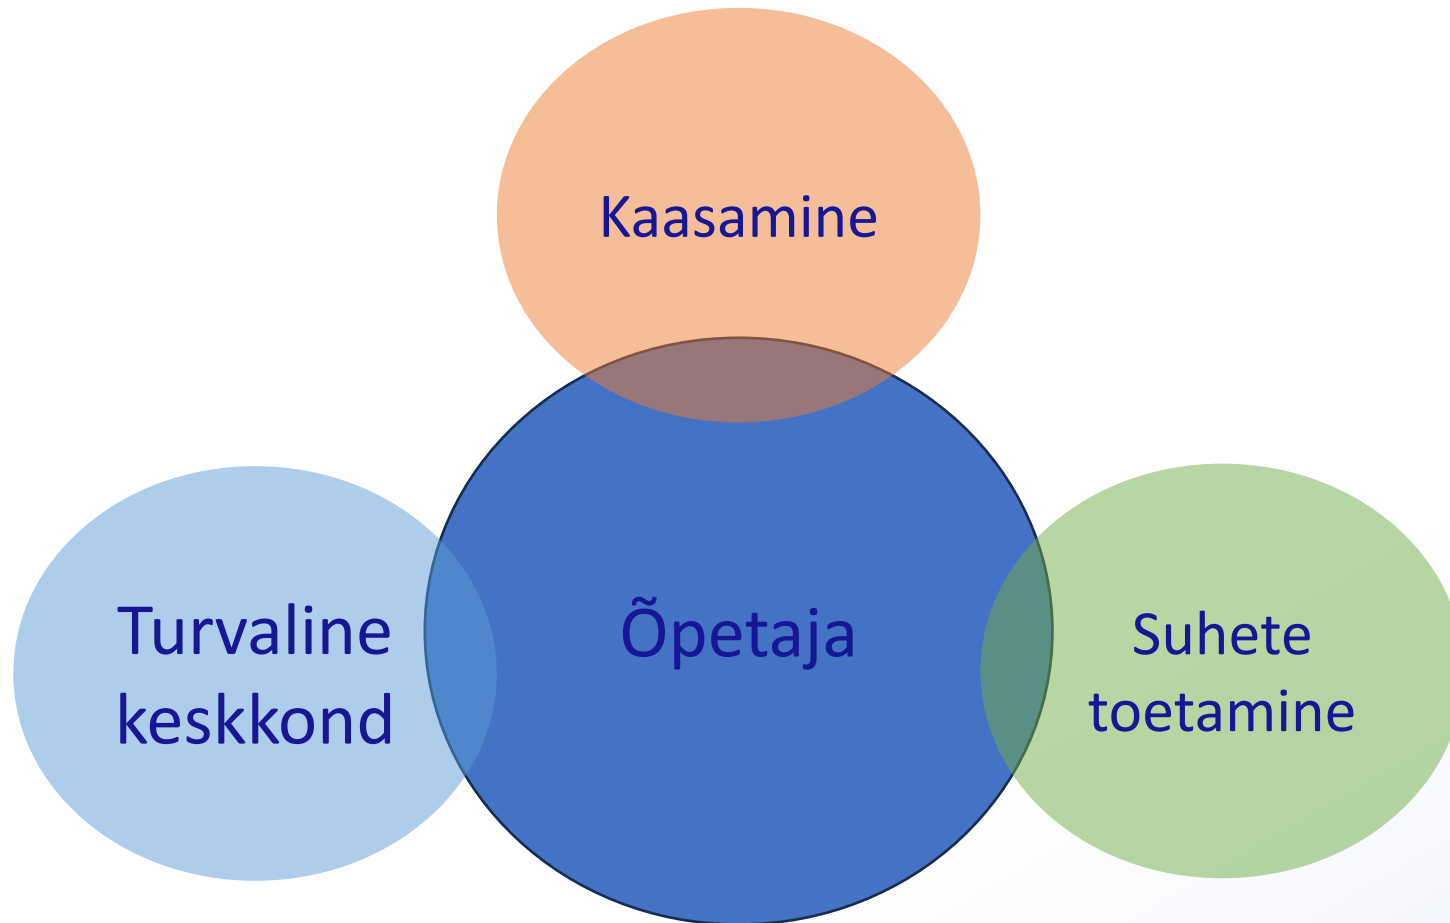 Kaasamine
Turvaline
keskkond
Õpetaja
Suhete
toetamine